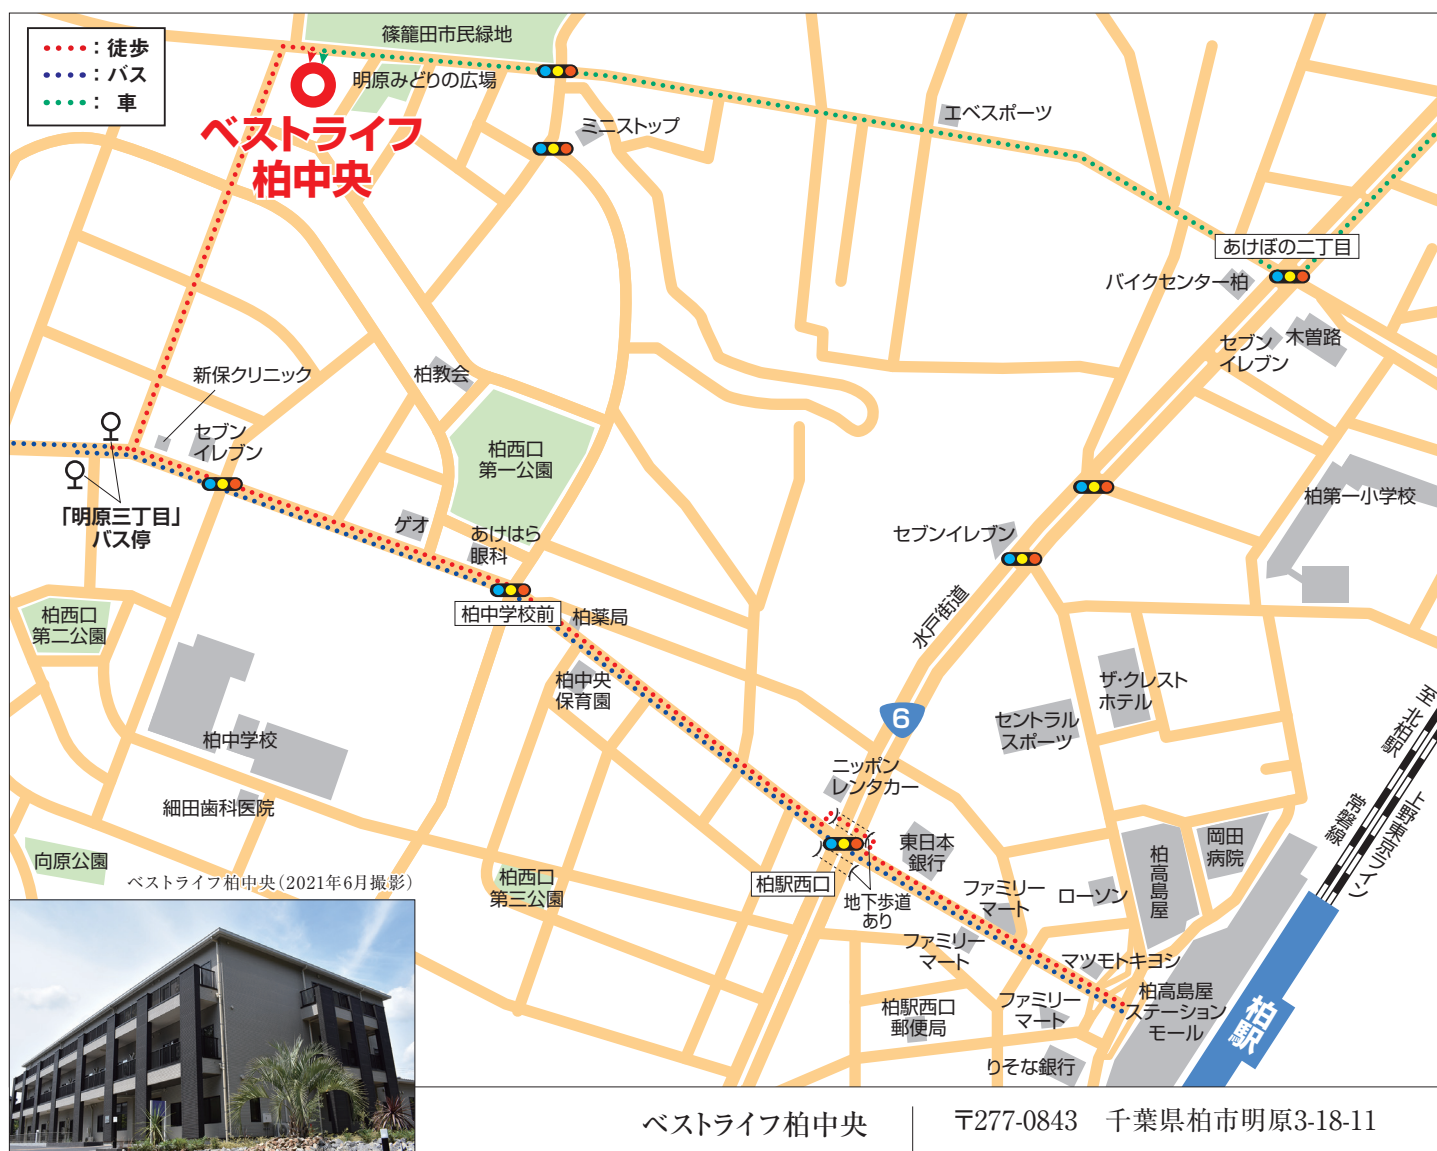 ：徒歩
：バス
：車
篠籠田市民緑地
明原みどりの広場
ベストライフ
柏中央
ミニストップ
エベスポーツ
あけぼの二丁目
バイクセンター柏
セブン
イレブン
木曽路
新保クリニック
柏教会
セブン
イレブン
柏西口
第一公園
「明原三丁目」
バス停
ゲオ
あけはら
眼科
セブンイレブン
柏第一小学校
柏中学校前
柏薬局
水戸街道
柏西口
第二公園
柏中央
保育園
ザ・クレスト
ホテル
6
セントラル
スポーツ
至 北柏駅
柏中学校
ニッポン
レンタカー
細田歯科医院
常磐線
上野東京ライン
東日本
銀行
柏高島屋
岡田
病院
向原公園
柏西口
第三公園
柏駅西口
地下歩道
あり
ファミリー
マート
ローソン
ベストライフ柏中央（2021年6月撮影）
ファミリー
マート
マツモトキヨシ
柏駅西口
郵便局
ファミリー
マート
柏高島屋
ステーション
モール
柏駅
りそな銀行
ベストライフ柏中央
〒277-0843　千葉県柏市明原3-18-11